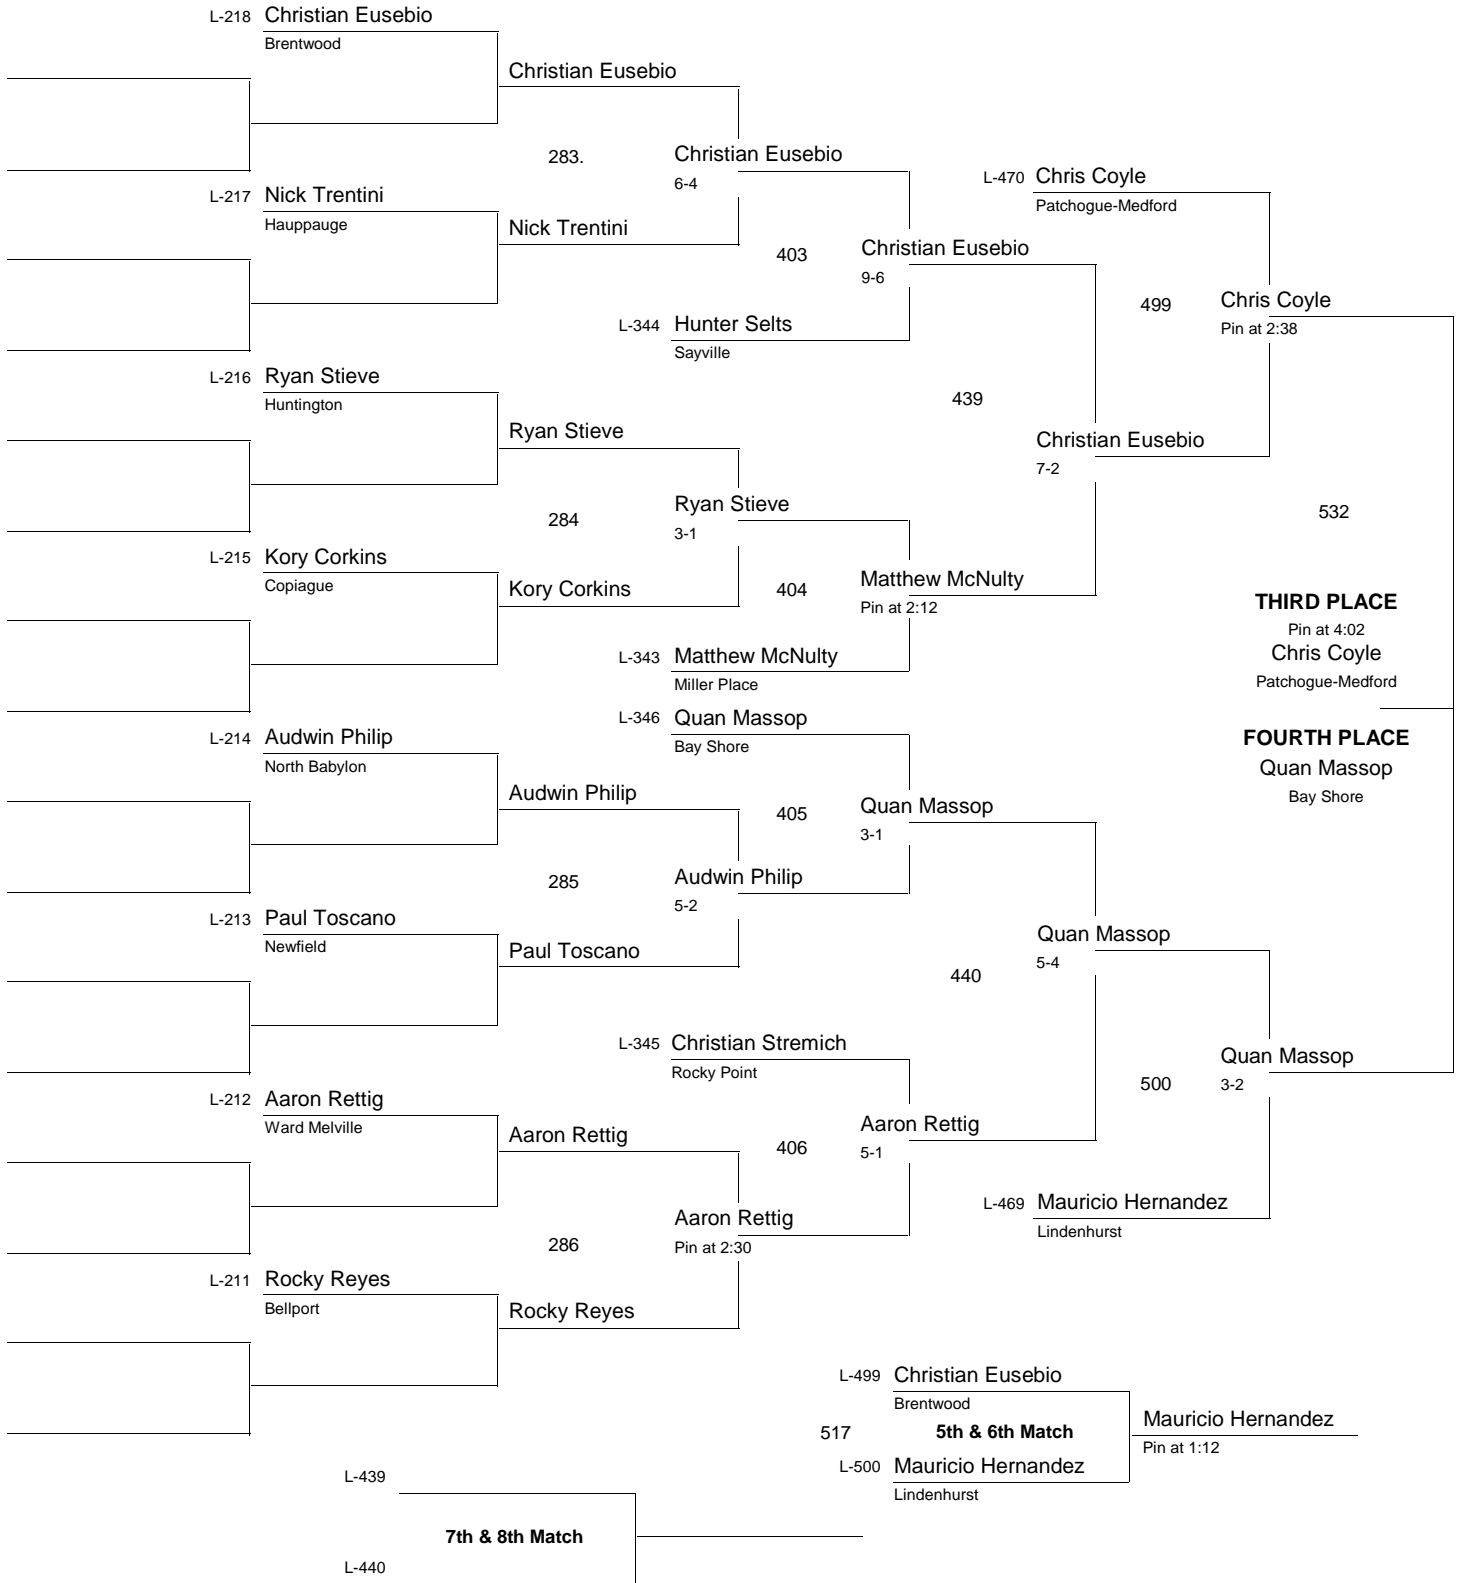 L-218 Christian Eusebio
Brentwood
Christian Eusebio
283.
Christian Eusebio
6-4
L-217 Nick Trentini
Hauppauge
Nick Trentini
403
Christian Eusebio
9-6
L-344 Hunter Selts
Sayville
L-470 Chris Coyle
Patchogue-Medford
499
Chris Coyle
Pin at 2:38
L-216 Ryan Stieve
Huntington
Ryan Stieve
439
Christian Eusebio
7-2
284
Ryan Stieve
3-1
532
L-215 Kory Corkins
Copiague
Kory Corkins
404
Matthew McNulty
Pin at 2:12
L-343 Matthew McNulty
Miller Place
THIRD PLACE
Pin at 4:02
Chris Coyle
Patchogue-Medford
FOURTH PLACE
Quan Massop
Bay Shore
L-346 Quan Massop
Bay Shore
L-214 Audwin Philip
North Babylon
Audwin Philip
405
Quan Massop
3-1
285
Audwin Philip
5-2
L-213 Paul Toscano
Newfield
Paul Toscano
440
Quan Massop
5-4
L-345 Christian Stremich
Rocky Point
500
Quan Massop
3-2
L-212 Aaron Rettig
Ward Melville
Aaron Rettig
406
Aaron Rettig
5-1
286
Aaron Rettig
Pin at 2:30
L-469 Mauricio Hernandez
Lindenhurst
L-211 Rocky Reyes
Bellport
Rocky Reyes
L-499 Christian Eusebio
Brentwood
517
5th & 6th Match
Mauricio Hernandez
Pin at 1:12
L-500 Mauricio Hernandez
Lindenhurst
L-439
7th & 8th Match
L-440